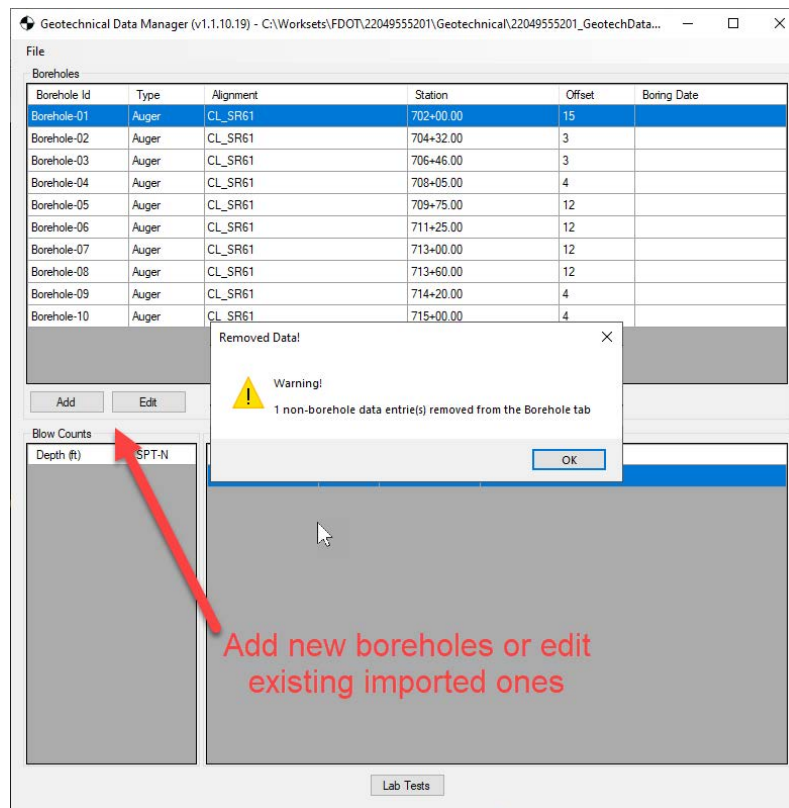 Geotechnical Data Manager (v1.1.10.19) - C:\Worksets\FDOT\22049555201\Geotechnical\22049555201_GeotechData...
File
Boreholes
Borehole Id Type Alignment Station Offset Boring Date
Borehole-01 Auger CL_SR61 702+00.00 15
Borehole-02 Auger CL_SR61 704+32.00 3
Borehole-03 Auger CL_SR61 706+46.00 3
Borehole-04 Auger CL_SR61 708+05.00 4
Borehole-05 Auger CL_SR61 709+75.00 12
Borehole-06 Auger CL_SR61 711+25.00 12
Borehole-07 Auger CL_SR61 713+00.00 12
Borehole-08 Auger CL_SR61 713+60.00 12
Borehole-09 Auger CL_SR61 714+20.00 4
Borehole-10 Auger CL_SR61 715+00.00 4
Removed Data!
Warning!
1 non-borehole data entrie(s) removed from the Borehole tab
OK
Add Edit
Blow Counts
Depth (ft) SPT-N
Add new boreholes or edit
existing imported ones
Lab Tests